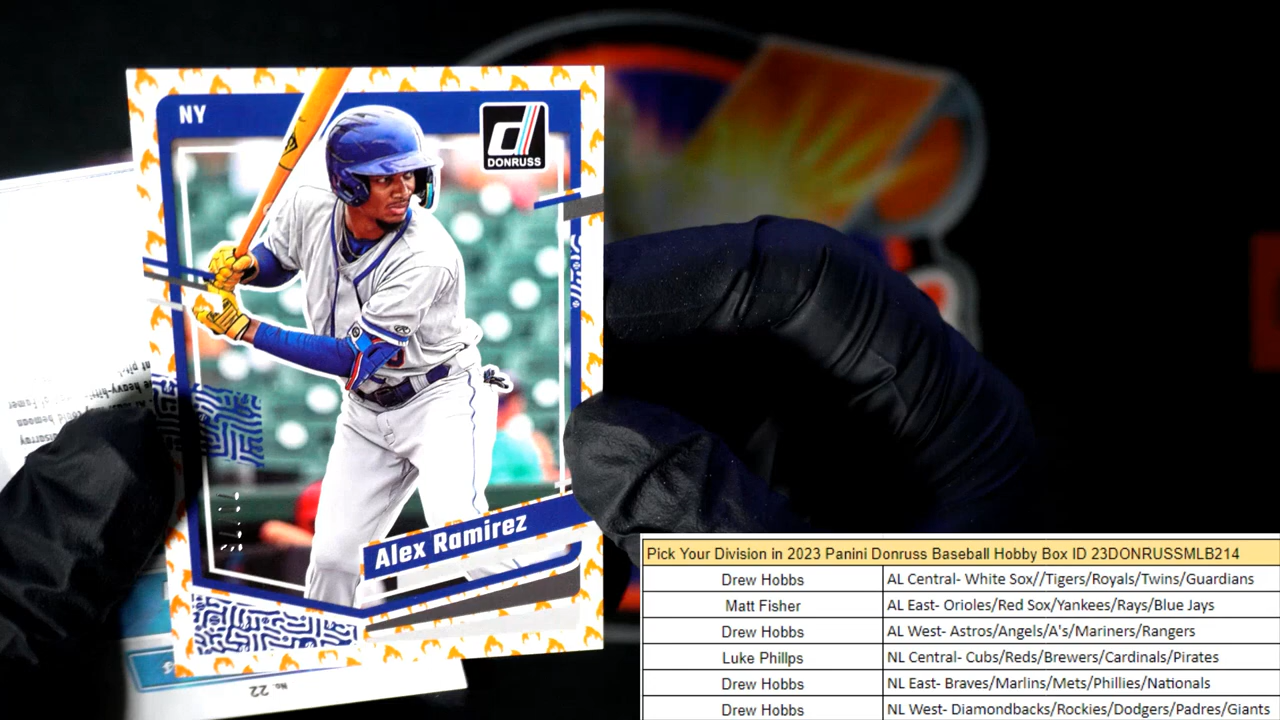 NY
DONRUSS
Alex Ramirez
No. 22
Pick Your Division in 2023 Panini Donruss Baseball Hobby Box ID 23DONRUSSMLB214
Drew Hobbs AL Central- White Sox//Tigers/Royals/Twins/Guardians
Matt Fisher AL East- Orioles/Red Sox/Yankees/Rays/Blue Jays
Drew Hobbs AL West- Astros/Angels/A's/Mariners/Rangers
Luke Phillps NL Central- Cubs/Reds/Brewers/Cardinals/Pirates
Drew Hobbs NL East- Braves/Marlins/Mets/Phillies/Nationals
Drew Hobbs NL West- Diamondbacks/Rockies/Dodgers/Padres/Giants